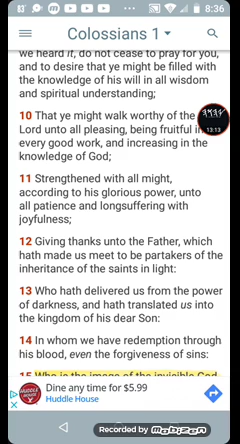 83° 8:36
Colossians 1
we heard it, do not cease to pray for you,
and to desire that ye might be filled with
the knowledge of his will in all wisdom
and spiritual understanding;
10 That ye might walk worthy of the
Lord unto all pleasing, being fruitful in
every good work, and increasing in the
knowledge of God;
13:13
11 Strengthened with all might,
according to his glorious power, unto
all patience and longsuffering with
joyfulness;
12 Giving thanks unto the Father, which
hath made us meet to be partakers of the
inheritance of the saints in light:
13 Who hath delivered us from the power
of darkness, and hath translated us into
the kingdom of his dear Son:
14 In whom we have redemption through
his blood, even the forgiveness of sins:
15 Who is the image of the invisible God
HUDDLE HOUSE
Dine any time for $5.99
Huddle House
Recorded by Mobizen